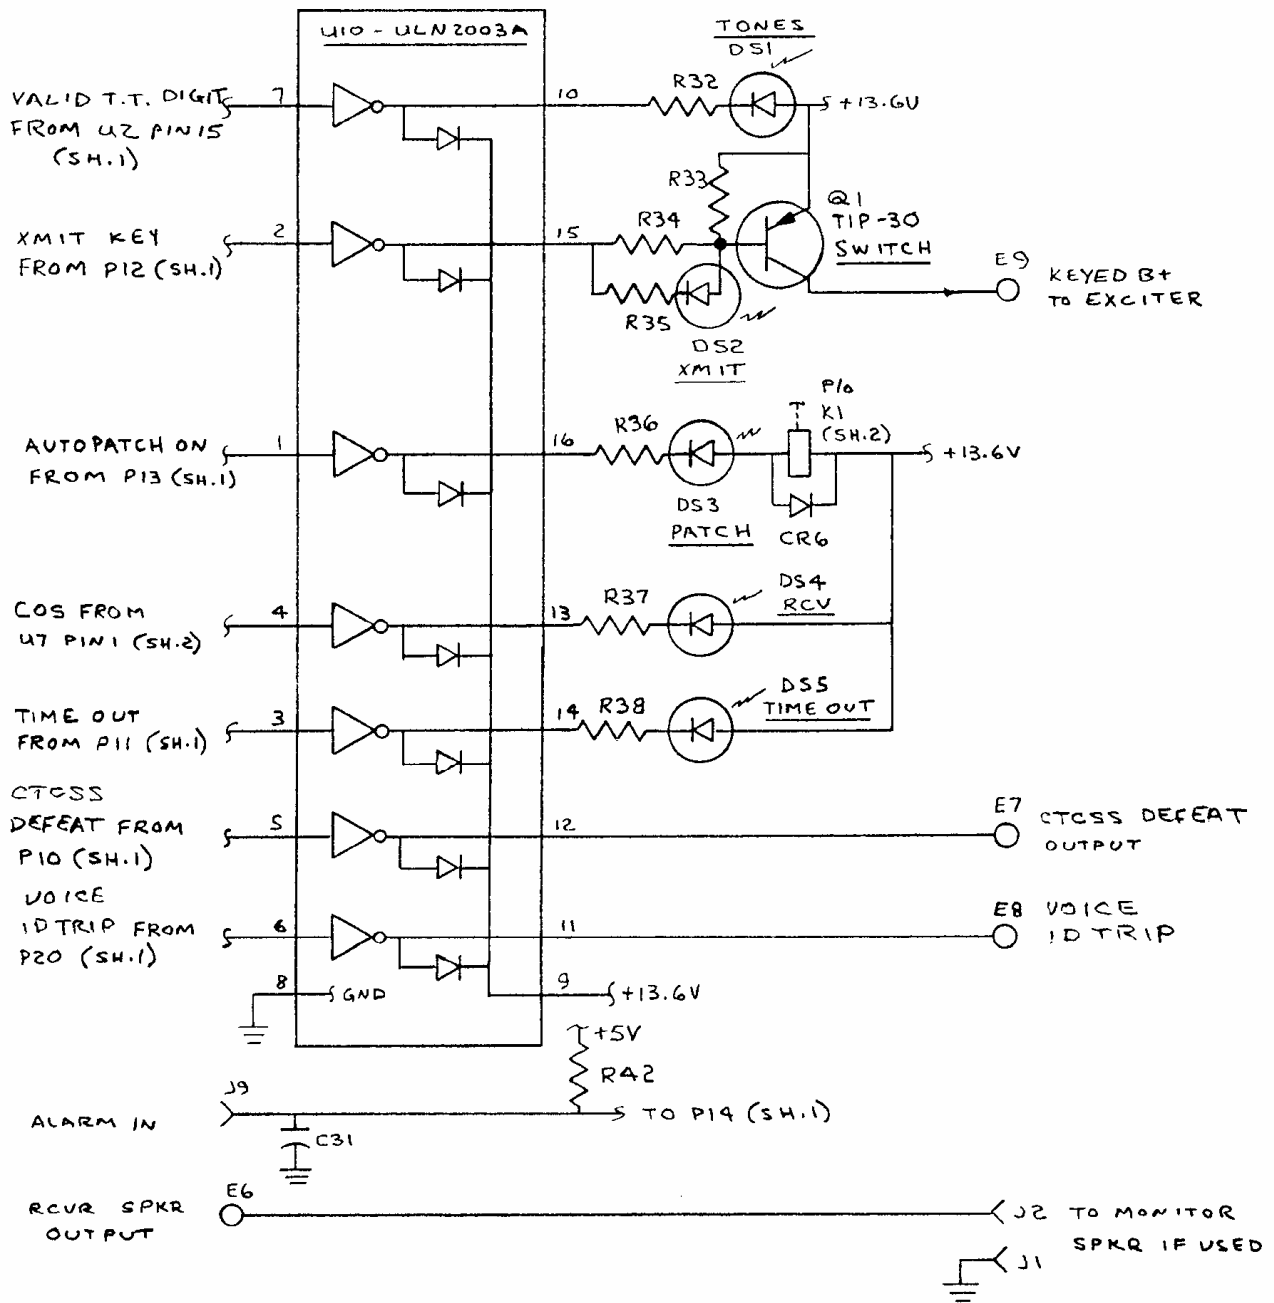 U10 - ULN2003A
TONES
DS1
VALID T.T. DIGIT
FROM U2 PIN15
(SH.1)
7
10
R32
+13.6V
R33
Q1
TIP-30
SWITCH
XMIT KEY
FROM P12 (SH.1)
2
15
R34
R35
DS2
XMIT
E9
KEYED B+
TO EXCITER
AUTOPATCH ON
FROM P13 (SH.1)
1
16
R36
DS3
PATCH
P/O
K1
(SH.2)
CR6
+13.6V
COS FROM
U7 PIN1 (SH.2)
4
13
R37
DS4
RCV
TIME OUT
FROM P11 (SH.1)
3
14
R38
DS5
TIME OUT
CTCSS
DEFEAT FROM
P10 (SH.1)
5
12
E7
CTCSS DEFEAT
OUTPUT
VOICE
ID TRIP FROM
P20 (SH.1)
6
11
E8
VOICE
ID TRIP
8
GND
9
+13.6V
+5V
R42
ALARM IN
J9
C31
TO P14 (SH.1)
RCVR SPKR
OUTPUT
E6
J2 TO MONITOR
SPKR IF USED
J1